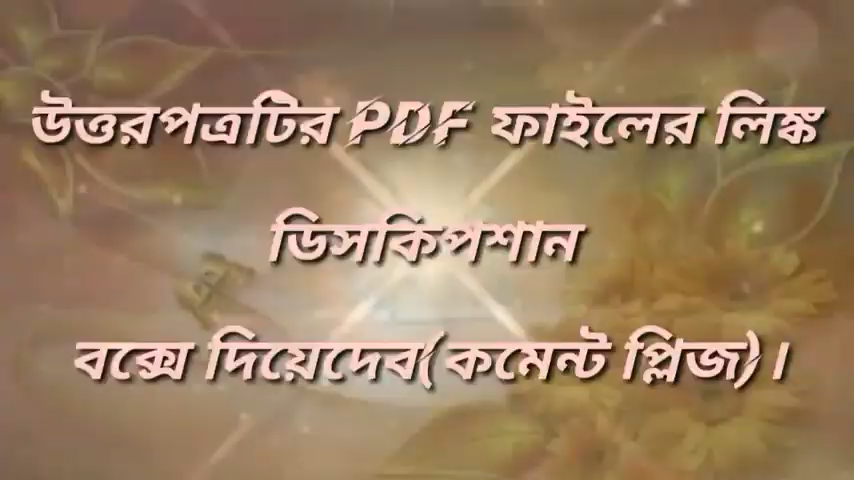 উত্তরপত্রটির PDF ফাইলের লিঙ্ক
ডিসকিপশান
বক্সে দিয়েদেব(কমেন্ট প্লিজ)।